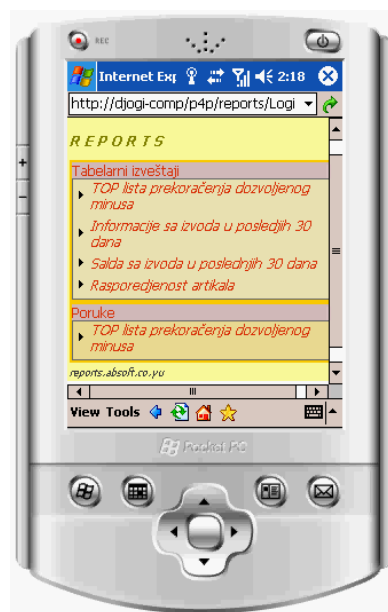 REC
Internet Exp 2:18
http://djogi-comp/p4p/reports/Logi
REPORTS
Tabelarni izveštaji
TOP lista prekoračenja dozvoljenog
minusa
Informacije sa izvoda u posledjih 30
dana
Salda sa izvoda u poslednjih 30 dana
Rasporedjenost artikala
Poruke
TOP lista prekoračenja dozvoljenog
minusa
reports.absoft.co.yu
View Tools
Pocket PC